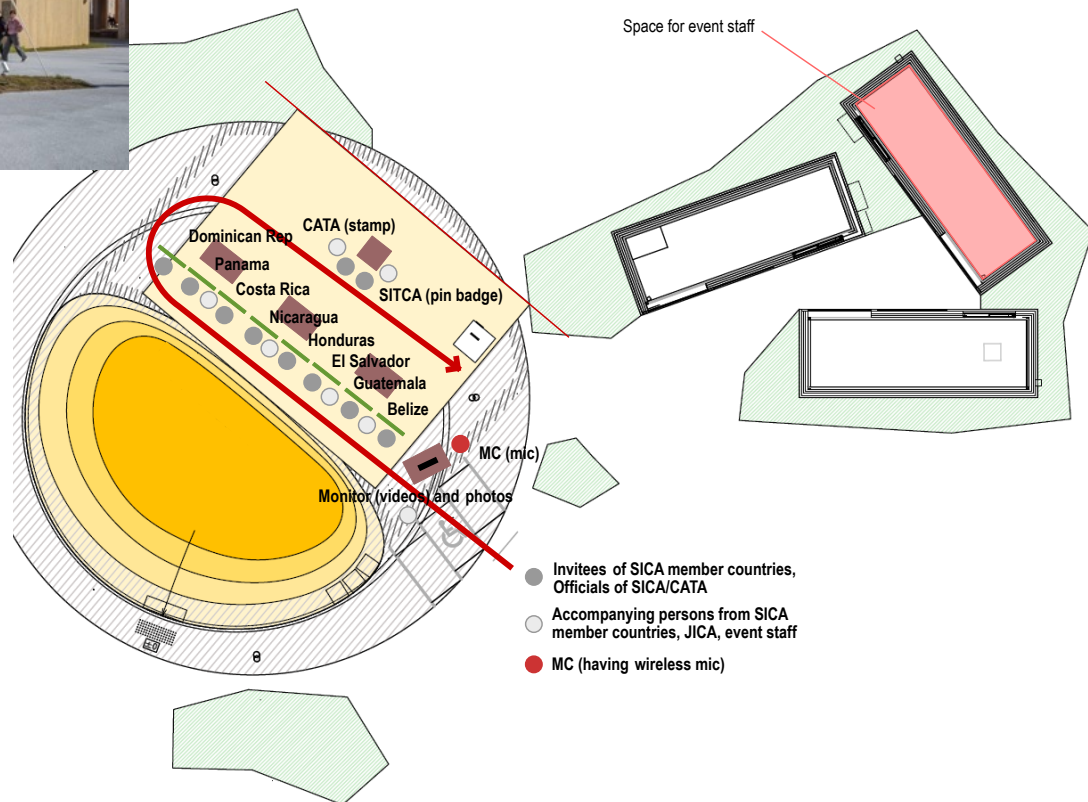 Space for event staff
CATA (stamp)
Dominican Rep
Panama
SITCA (pin badge)
Costa Rica
Nicaragua
Honduras
El Salvador
Guatemala
Belize
MC (mic)
Monitor (videos) and photos
Invitees of SICA member countries,
Officials of SICA/CATA
Accompanying persons from SICA
member countries, JICA, event staff
MC (having wireless mic)
±0